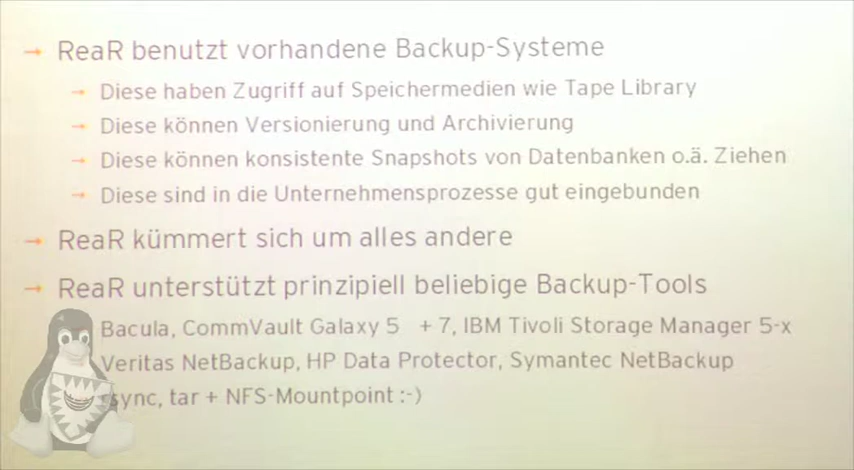 → ReaR benutzt vorhandene Backup-Systeme
→ Diese haben Zugriff auf Speichermedien wie Tape Library
→ Diese können Versionierung und Archivierung
→ Diese können konsistente Snapshots von Datenbanken o.ä. Ziehen
→ Diese sind in die Unternehmensprozesse gut eingebunden
→ ReaR kümmert sich um alles andere
→ ReaR unterstützt prinzipiell beliebige Backup-Tools
Bacula, CommVault Galaxy 5 + 7, IBM Tivoli Storage Manager 5-x
Veritas NetBackup, HP Data Protector, Symantec NetBackup
rsync, tar + NFS-Mountpoint :-)